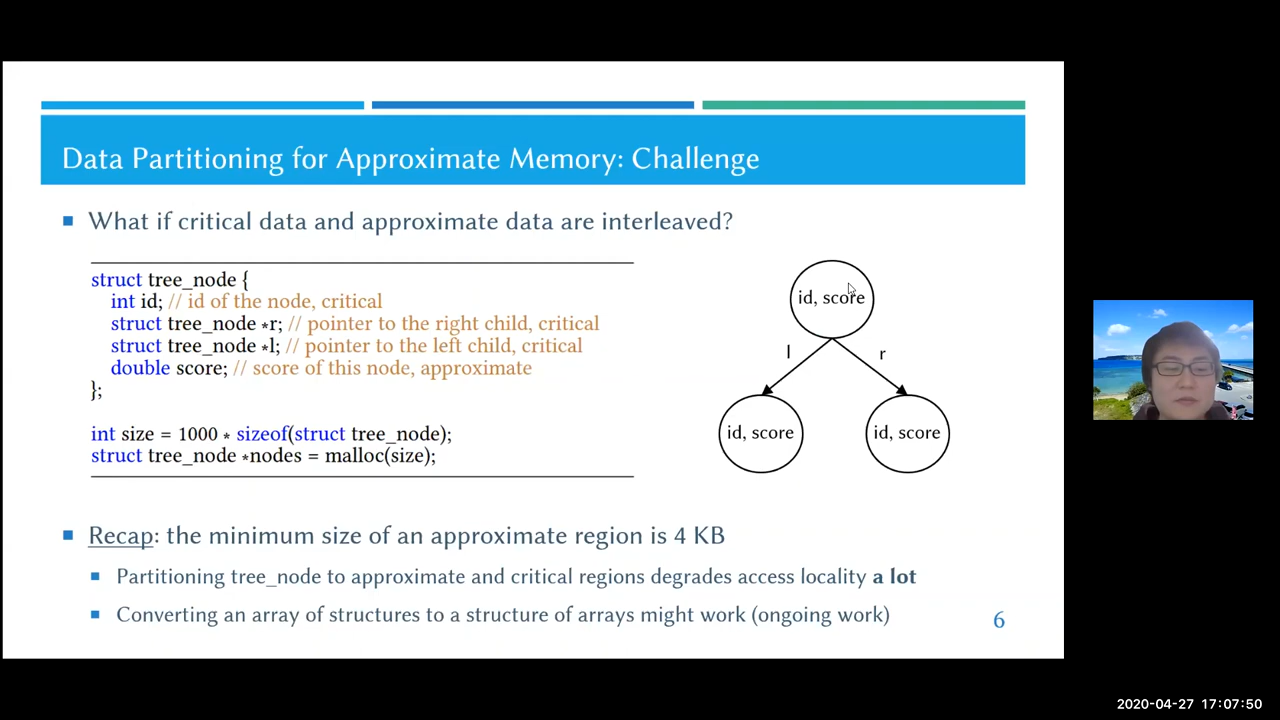 Data Partitioning for Approximate Memory: Challenge
What if critical data and approximate data are interleaved?
struct tree_node {
int id; // id of the node, critical
struct tree_node *r; // pointer to the right child, critical
struct tree_node *l; // pointer to the left child, critical
double score; // score of this node, approximate
};
int size = 1000 * sizeof(struct tree_node);
struct tree_node *nodes = malloc(size);
id, score
l
r
id, score
id, score
Recap: the minimum size of an approximate region is 4 KB
Partitioning tree_node to approximate and critical regions degrades access locality a lot
Converting an array of structures to a structure of arrays might work (ongoing work)
6
2020-04-27 17:07:50